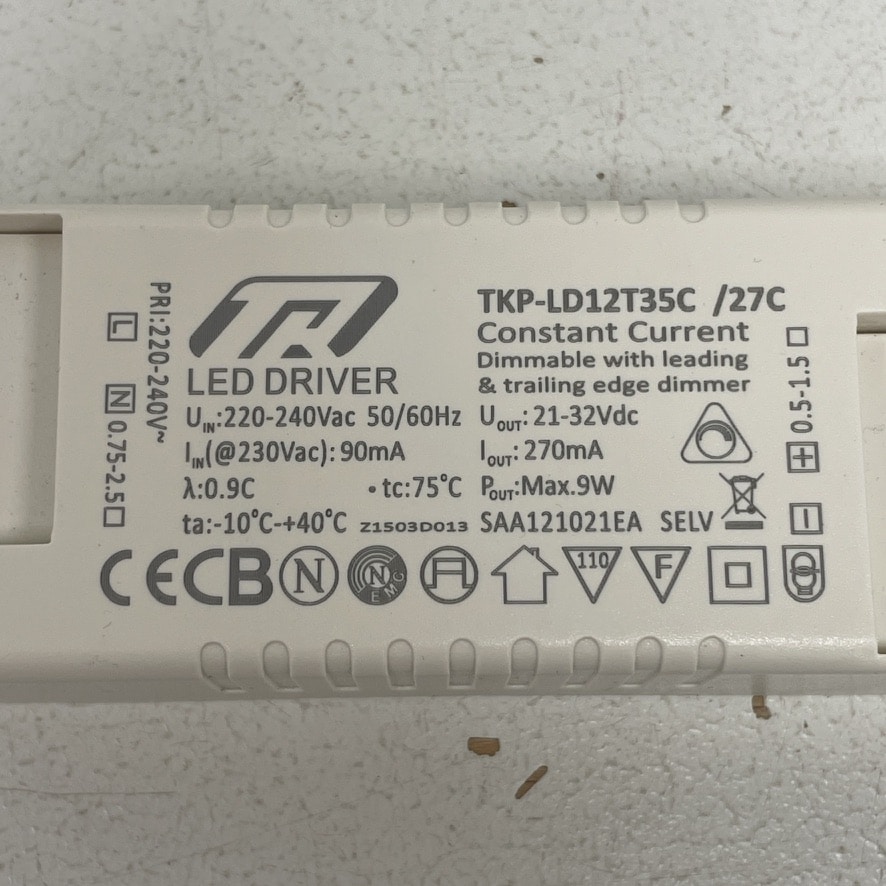 TKP-LD12T35C /27C
Constant Current
Dimmable with leading
& trailing edge dimmer
LED DRIVER
UIN:220-240Vac 50/60Hz
UOUT: 21-32Vdc
IIN(@230Vac): 90mA
IOUT: 270mA
λ:0.9C
•tc:75°C
POUT:Max.9W
ta:-10°C-+40°C
Z1503D013
SAA121021EA
SELV
PRI:220-240V~
L
N
0.75-2.5
0.5-1.5
+
-
CE
ECB
N
N
EMC
110
F